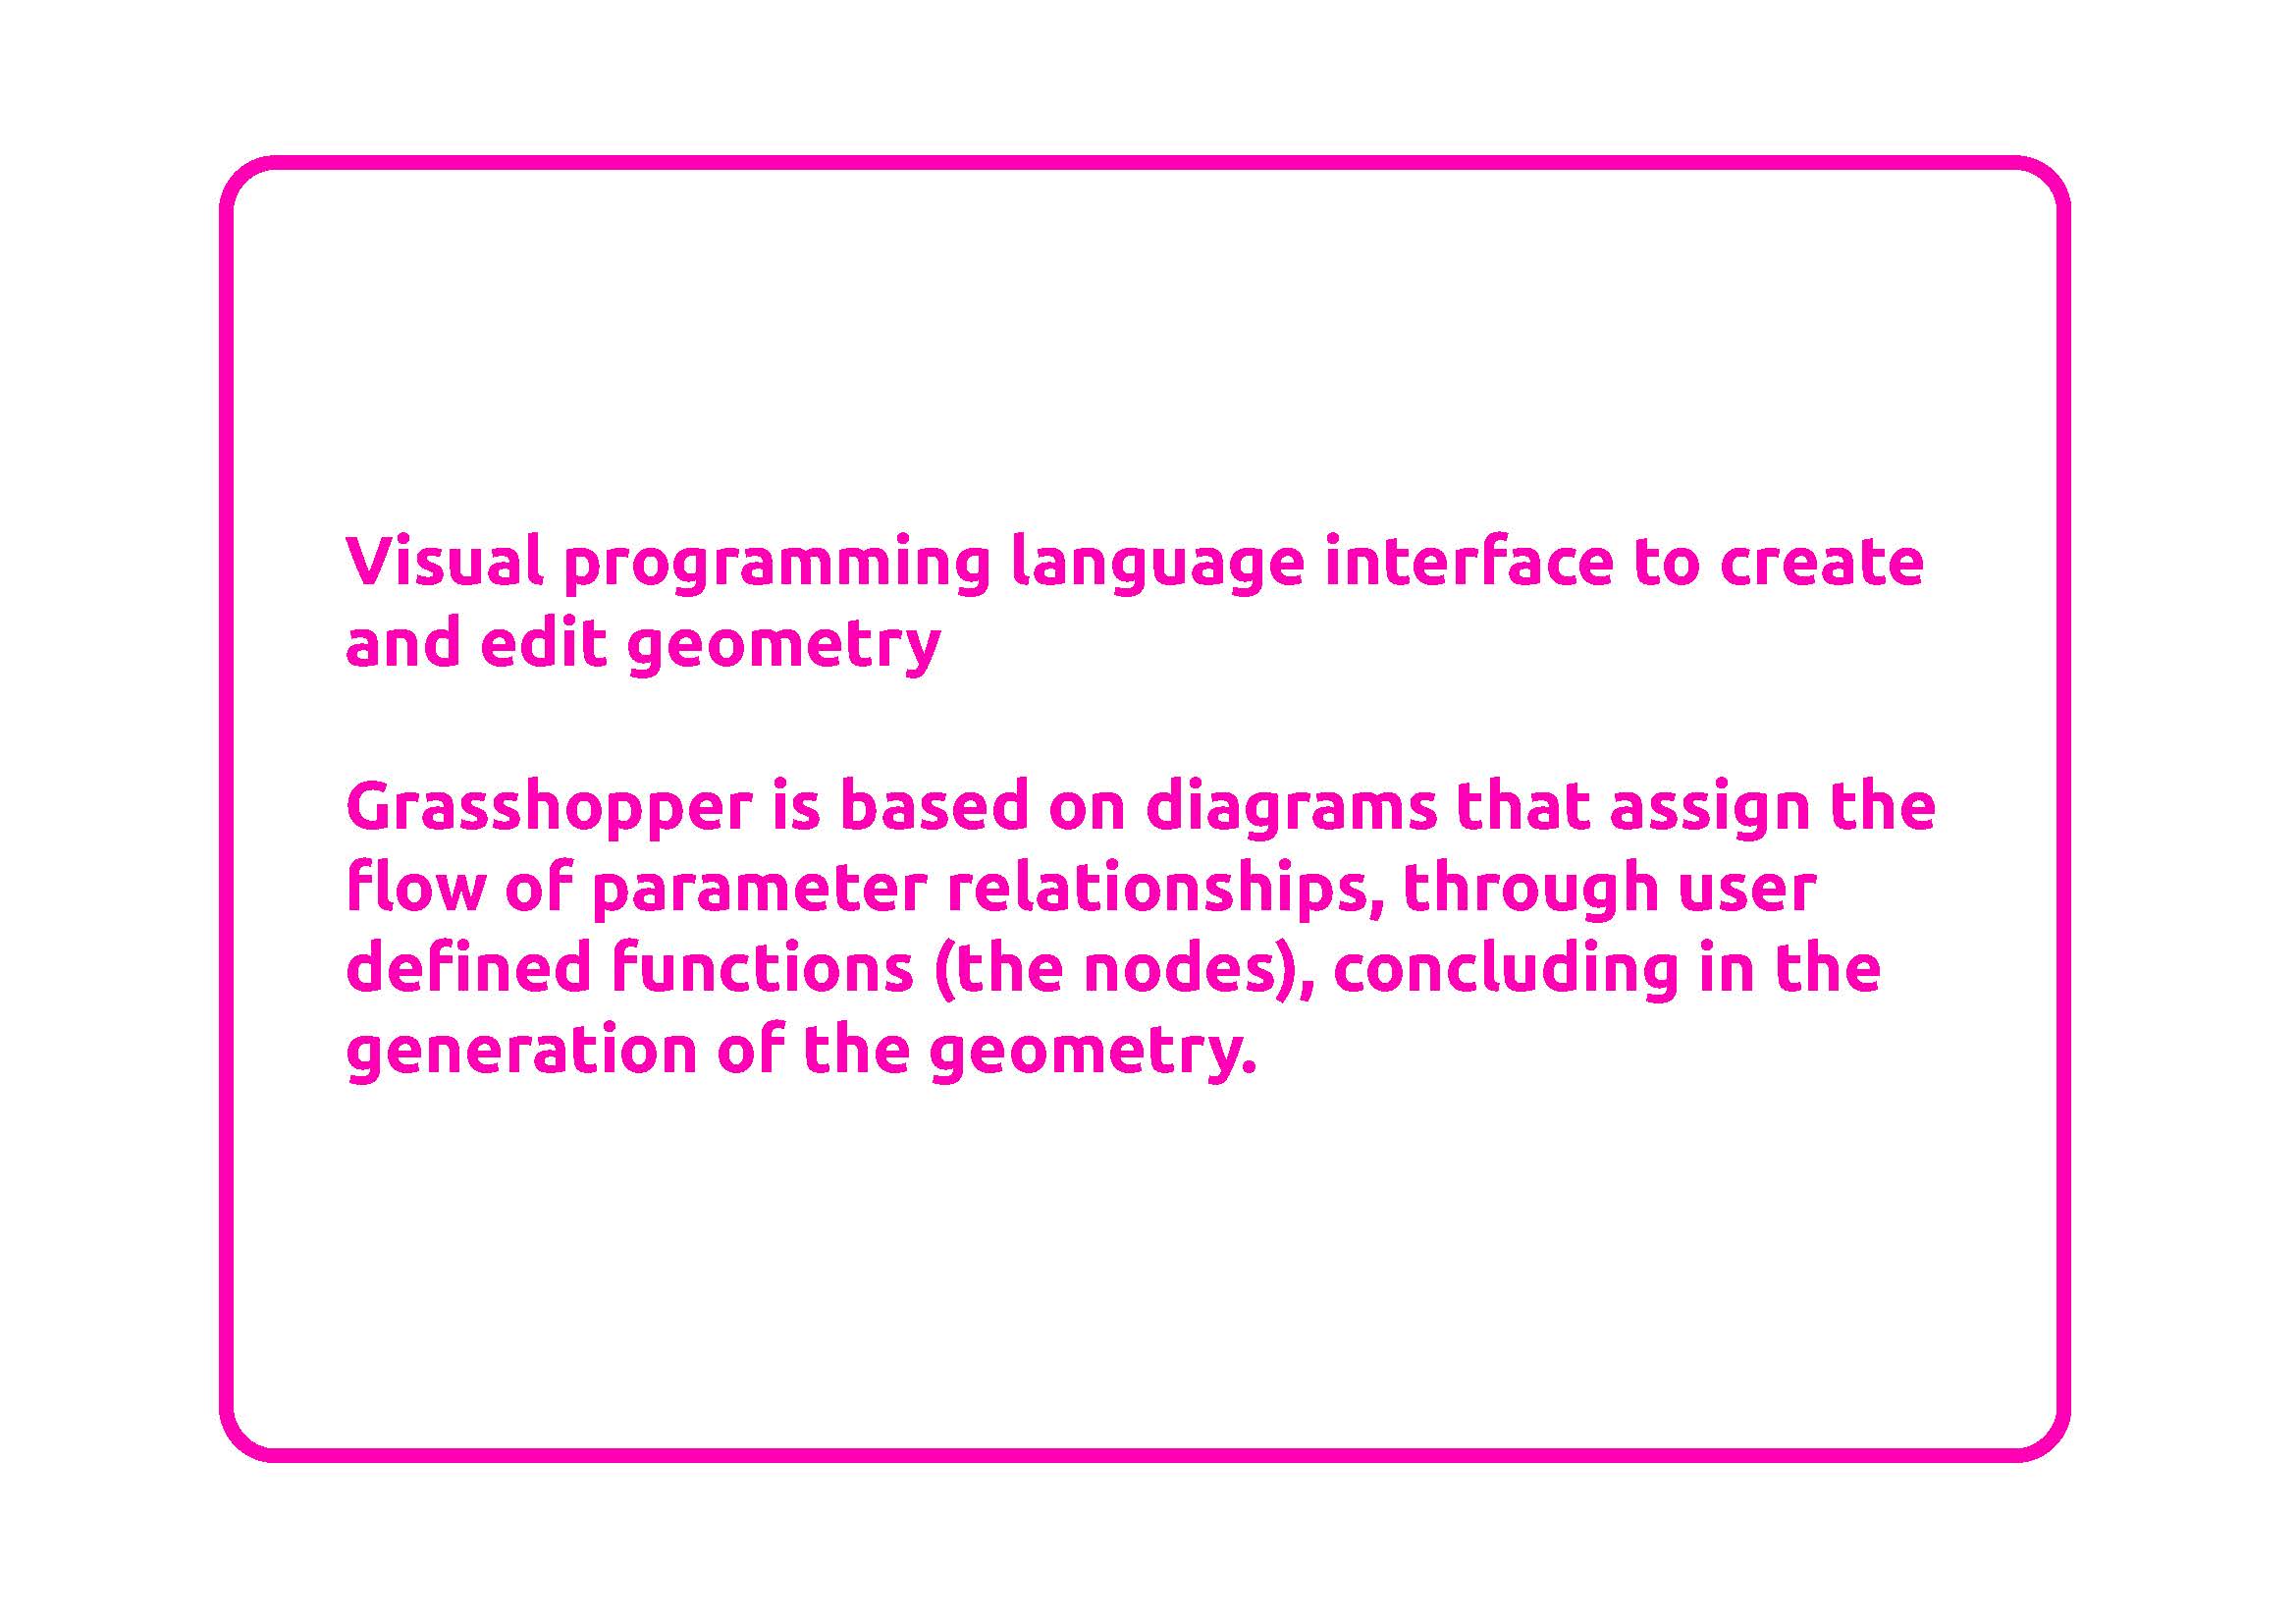 Visual programming language interface to create
and edit geometry
Grasshopper is based on diagrams that assign the
flow of parameter relationships, through user
defined functions (the nodes), concluding in the
generation of the geometry.